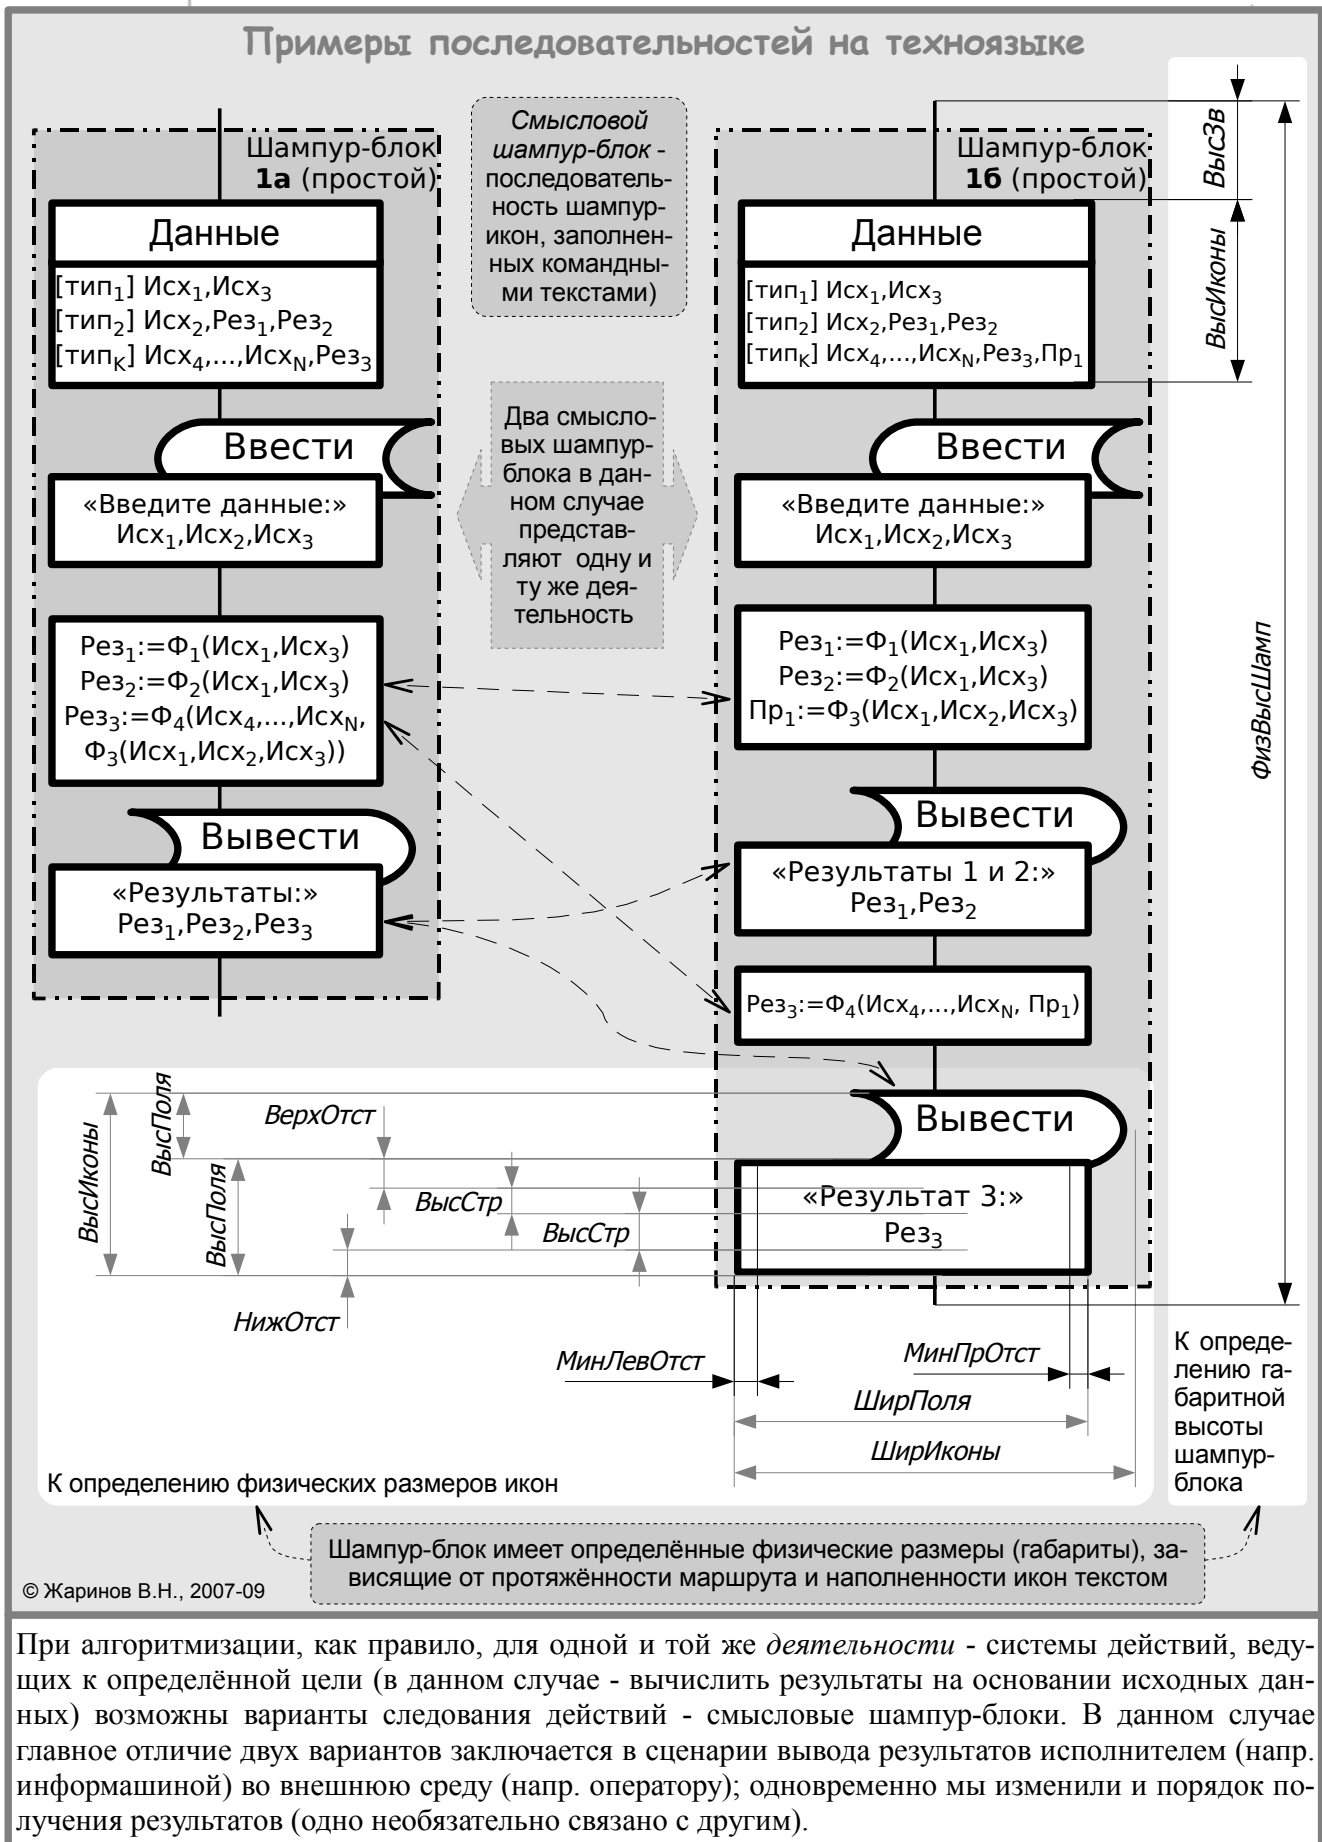 Примеры последовательностей на техноязыке
Шампур-блок
1а (простой)
Данные
[тип₁] Исх₁,Исх₃
[тип₂] Исх₂,Рез₁,Рез₂
[типK] Исх₄,...,ИсхN,Рез₃
Ввести
«Введите данные:»
Исх₁,Исх₂,Исх₃
Рез₁:=Ф₁(Исх₁,Исх₃)
Рез₂:=Ф₂(Исх₁,Исх₃)
Рез₃:=Ф₄(Исх₄,...,ИсхN,
Ф₃(Исх₁,Исх₂,Исх₃))
Вывести
«Результаты:»
Рез₁,Рез₂,Рез₃
Смысловой
шампур-блок -
последователь-
ность шампур-
икон, заполнен-
ных командны-
ми текстами)
Два смысло-
вых шампур-
блока в дан-
ном случае
представ-
ляют одну и
ту же дея-
тельность
Шампур-блок
1б (простой)
Данные
[тип₁] Исх₁,Исх₃
[тип₂] Исх₂,Рез₁,Рез₂
[типK] Исх₄,...,ИсхN,Рез₃,Пр₁
Ввести
«Введите данные:»
Исх₁,Исх₂,Исх₃
Рез₁:=Ф₁(Исх₁,Исх₃)
Рез₂:=Ф₂(Исх₁,Исх₃)
Пр₁:=Ф₃(Исх₁,Исх₂,Исх₃)
Вывести
«Результаты 1 и 2:»
Рез₁,Рез₂
Рез₃:=Ф₄(Исх₄,...,ИсхN, Пр₁)
Вывести
«Результат 3:»
Рез₃
ВысЗв
ВысИконы
ФизВысШамп
ВысИконы
ВысПоля
ВысПоля
ВерхОтст
ВысСтр
ВысСтр
НижОтст
МинЛевОтст
МинПрОтст
ШирПоля
ШирИконы
К опреде-
лению га-
баритной
высоты
шампур-
блока
К определению физических размеров икон
Шампур-блок имеет определённые физические размеры (габариты), за-
висящие от протяжённости маршрута и наполненности икон текстом
© Жаринов В.Н., 2007-09
При алгоритмизации, как правило, для одной и той же деятельности - системы действий, веду-
щих к определённой цели (в данном случае - вычислить результаты на основании исходных дан-
ных) возможны варианты следования действий - смысловые шампур-блоки. В данном случае
главное отличие двух вариантов заключается в сценарии вывода результатов исполнителем (напр.
информашиной) во внешнюю среду (напр. оператору); одновременно мы изменили и порядок по-
лучения результатов (одно необязательно связано с другим).